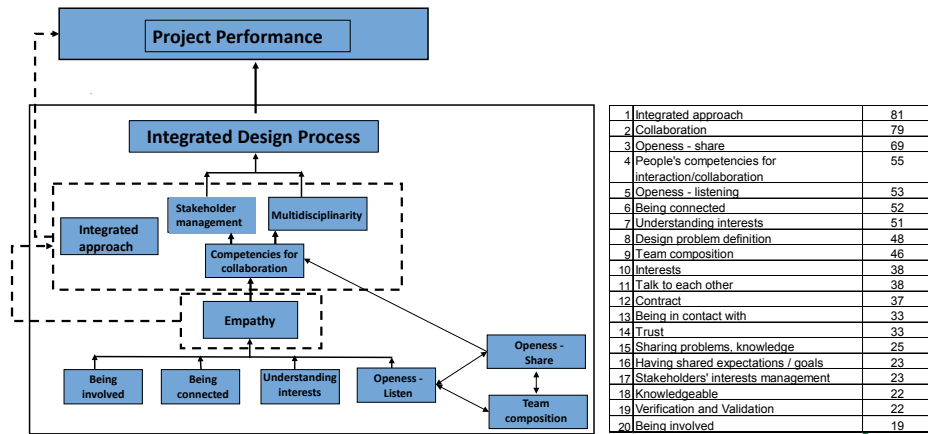 Project Performance
Integrated Design Process
Stakeholder
management
Multidisciplinarity
Integrated
approach
Competencies for
collaboration
Empathy
Being
involved
Being
connected
Understanding
interests
Openess -
Listen
Openess -
Share
Team
composition
1 Integrated approach 81
2 Collaboration 79
3 Openess - share 69
4 People's competencies for 55
interaction/collaboration
5 Openess - listening 53
6 Being connected 52
7 Understanding interests 51
8 Design problem definition 48
9 Team composition 46
10 Interests 38
11 Talk to each other 38
12 Contract 37
13 Being in contact with 33
14 Trust 33
15 Sharing problems, knowledge 25
16 Having shared expectations / goals 23
17 Stakeholders' interests management 23
18 Knowledgeable 22
19 Verification and Validation 22
20 Being involved 19